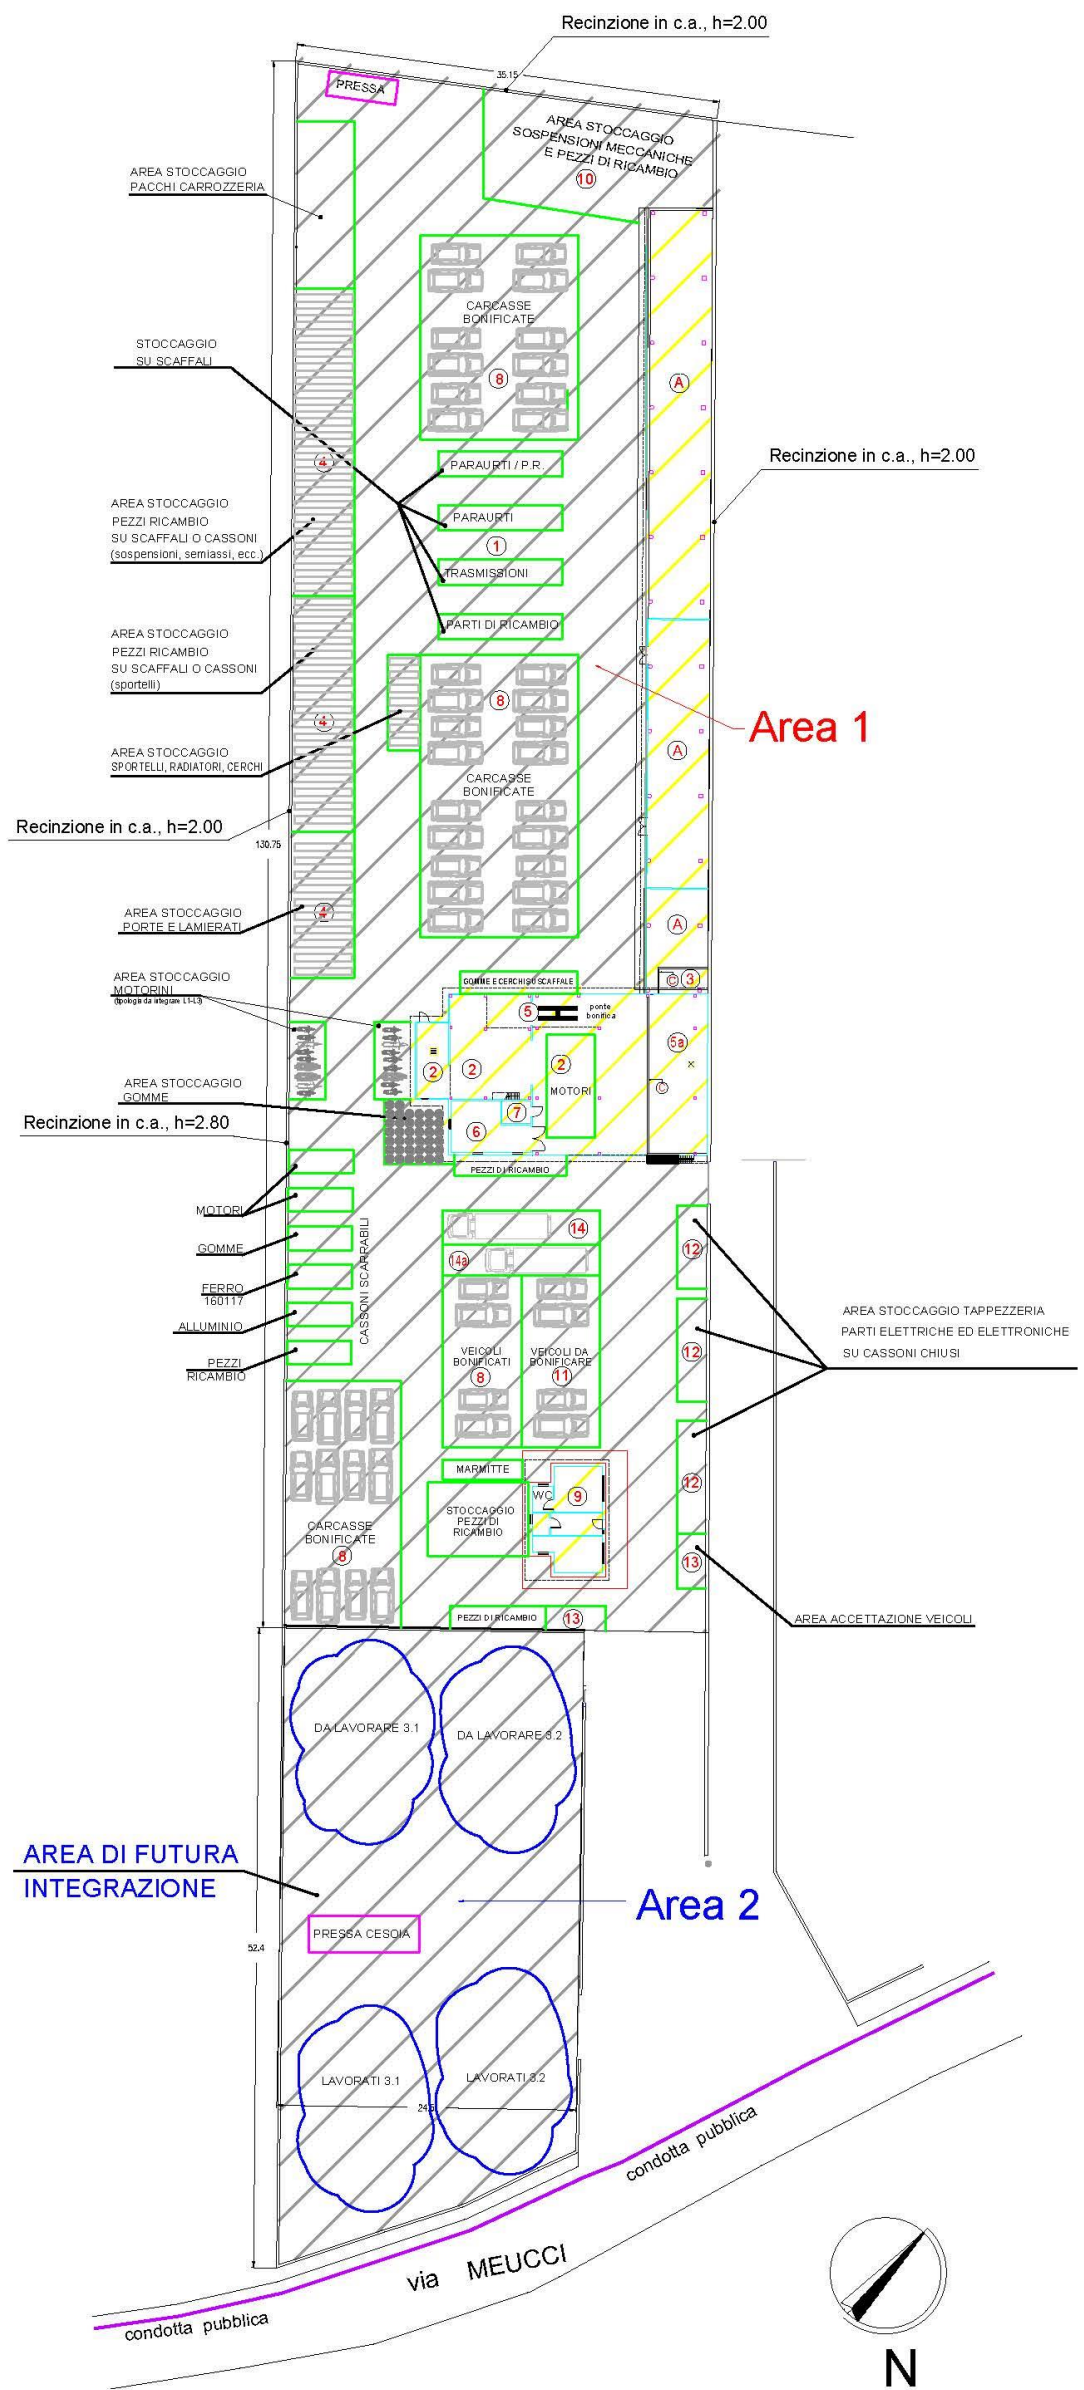 Recinzione in c.a., h=2.00
35.15
PRESSA
AREA STOCCAGGIO
SOSPENSIONI MECCANICHE
E PEZZI DI RICAMBIO
10
AREA STOCCAGGIO
PACCHI CARROZZERIA
CARCASSE
BONIFICATE
8
STOCCAGGIO
SU SCAFFALI
A
4
Recinzione in c.a., h=2.00
PARAURTI / P.R.
PARAURTI
1
TRASMISSIONI
PARTI DI RICAMBIO
AREA STOCCAGGIO
PEZZI RICAMBIO
SU SCAFFALI O CASSONI
(sospensioni, semiassi, ecc.)
AREA STOCCAGGIO
PEZZI RICAMBIO
SU SCAFFALI O CASSONI
(sportelli)
8
4
Area 1
A
AREA STOCCAGGIO
SPORTELLI, RADIATORI, CERCHI
CARCASSE
BONIFICATE
Recinzione in c.a., h=2.00
130.75
AREA STOCCAGGIO
PORTE E LAMIERATI
4
A
AREA STOCCAGGIO
MOTORINI
(tipologie da integrare L1-L3)
GOMME E CERCHI SU SCAFFALE
C
3
5
ponte
bonifica
5a
2
2
2
MOTORI
C
AREA STOCCAGGIO
GOMME
7
6
Recinzione in c.a., h=2.80
PEZZI DI RICAMBIO
MOTORI
GOMME
FERRO
160117
ALLUMINIO
PEZZI
RICAMBIO
CASSONI SCARRABILI
14
14a
12
AREA STOCCAGGIO TAPPEZZERIA
PARTI ELETTRICHE ED ELETTRONICHE
SU CASSONI CHIUSI
12
VEICOLI
BONIFICATI
8
VEICOLI DA
BONIFICARE
11
MARMITTE
STOCCAGGIO
PEZZI DI
RICAMBIO
WC
9
12
CARCASSE
BONIFICATE
8
13
PEZZI DI RICAMBIO
13
AREA ACCETTAZIONE VEICOLI
DA LAVORARE 3.1
DA LAVORARE 3.2
AREA DI FUTURA
INTEGRAZIONE
Area 2
PRESSA CESOIA
52.4
LAVORATI 3.1
LAVORATI 3.2
condotta pubblica
via MEUCCI
condotta pubblica
N